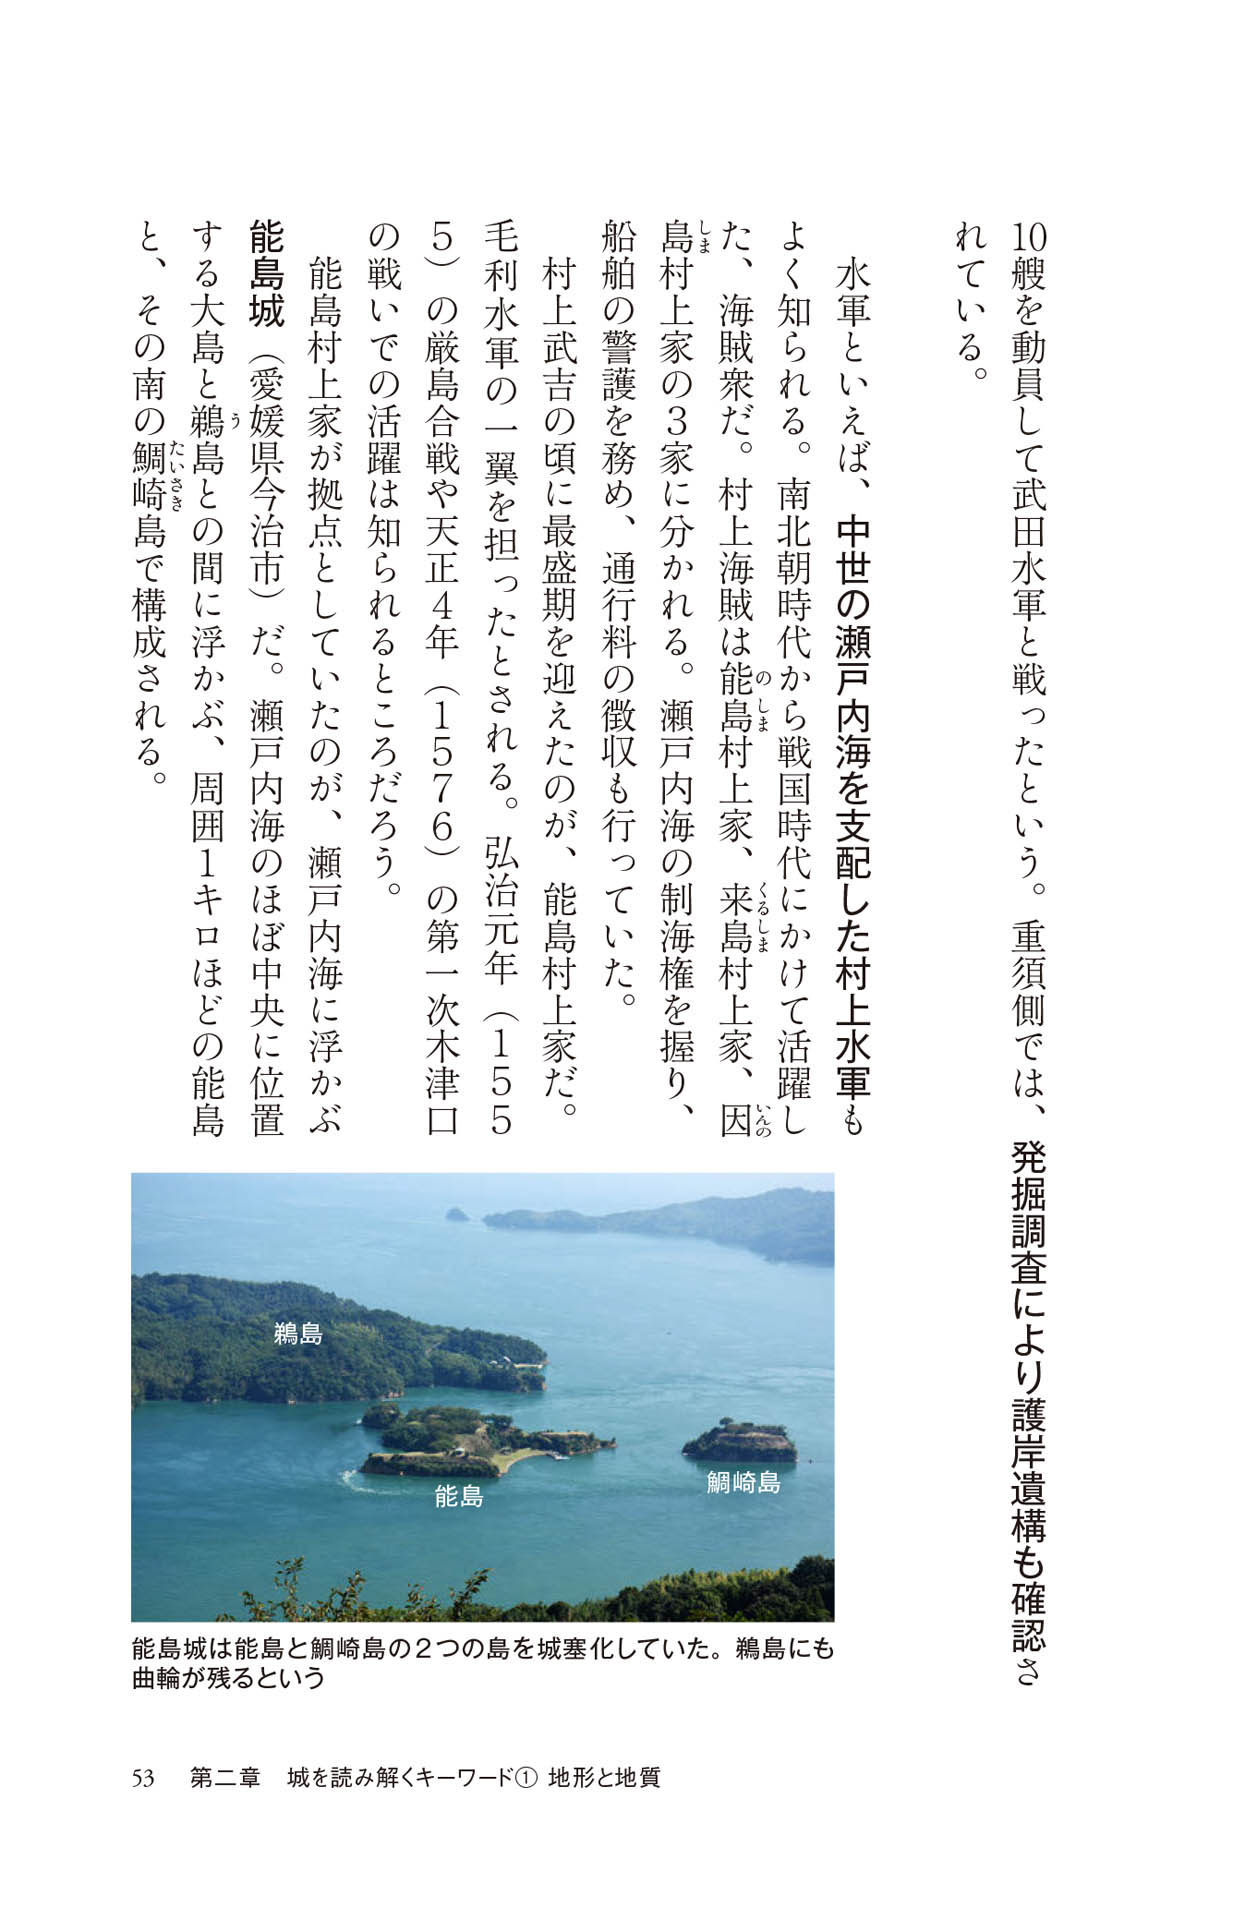 10艘を動員して武田水軍と戦ったという。重須側では、発掘調査により護岸遺構も確認さ
れている。
水軍といえば、中世の瀬戸内海を支配した村上水軍も
よく知られる。南北朝時代から戦国時代にかけて活躍し
た、海賊衆だ。村上海賊は能島村上家、来島村上家、因
のしま
くるしま
いんの
島村上家の3家に分かれる。瀬戸内海の制海権を握り、
しま
船舶の警護を務め、通行料の徴収も行っていた。
村上武吉の頃に最盛期を迎えたのが、能島村上家だ。
毛利水軍の一翼を担ったとされる。弘治元年(155
5)の厳島合戦や天正4年(1576)の第一次木津口
の戦いでの活躍は知られるところだろう。
能島村上家が拠点としていたのが、瀬戸内海に浮かぶ
能島城(愛媛県今治市)だ。瀬戸内海のほぼ中央に位置
する大島と鵜島との間に浮かぶ、周囲1キロほどの能島
う
と、その南の鯛崎島で構成される。
たいさき
鵜島
能島
鯛崎島
能島城は能島と鯛崎島の2つの島を城塞化していた。鵜島にも
曲輪が残るという
53 第二章 城を読み解くキーワード① 地形と地質